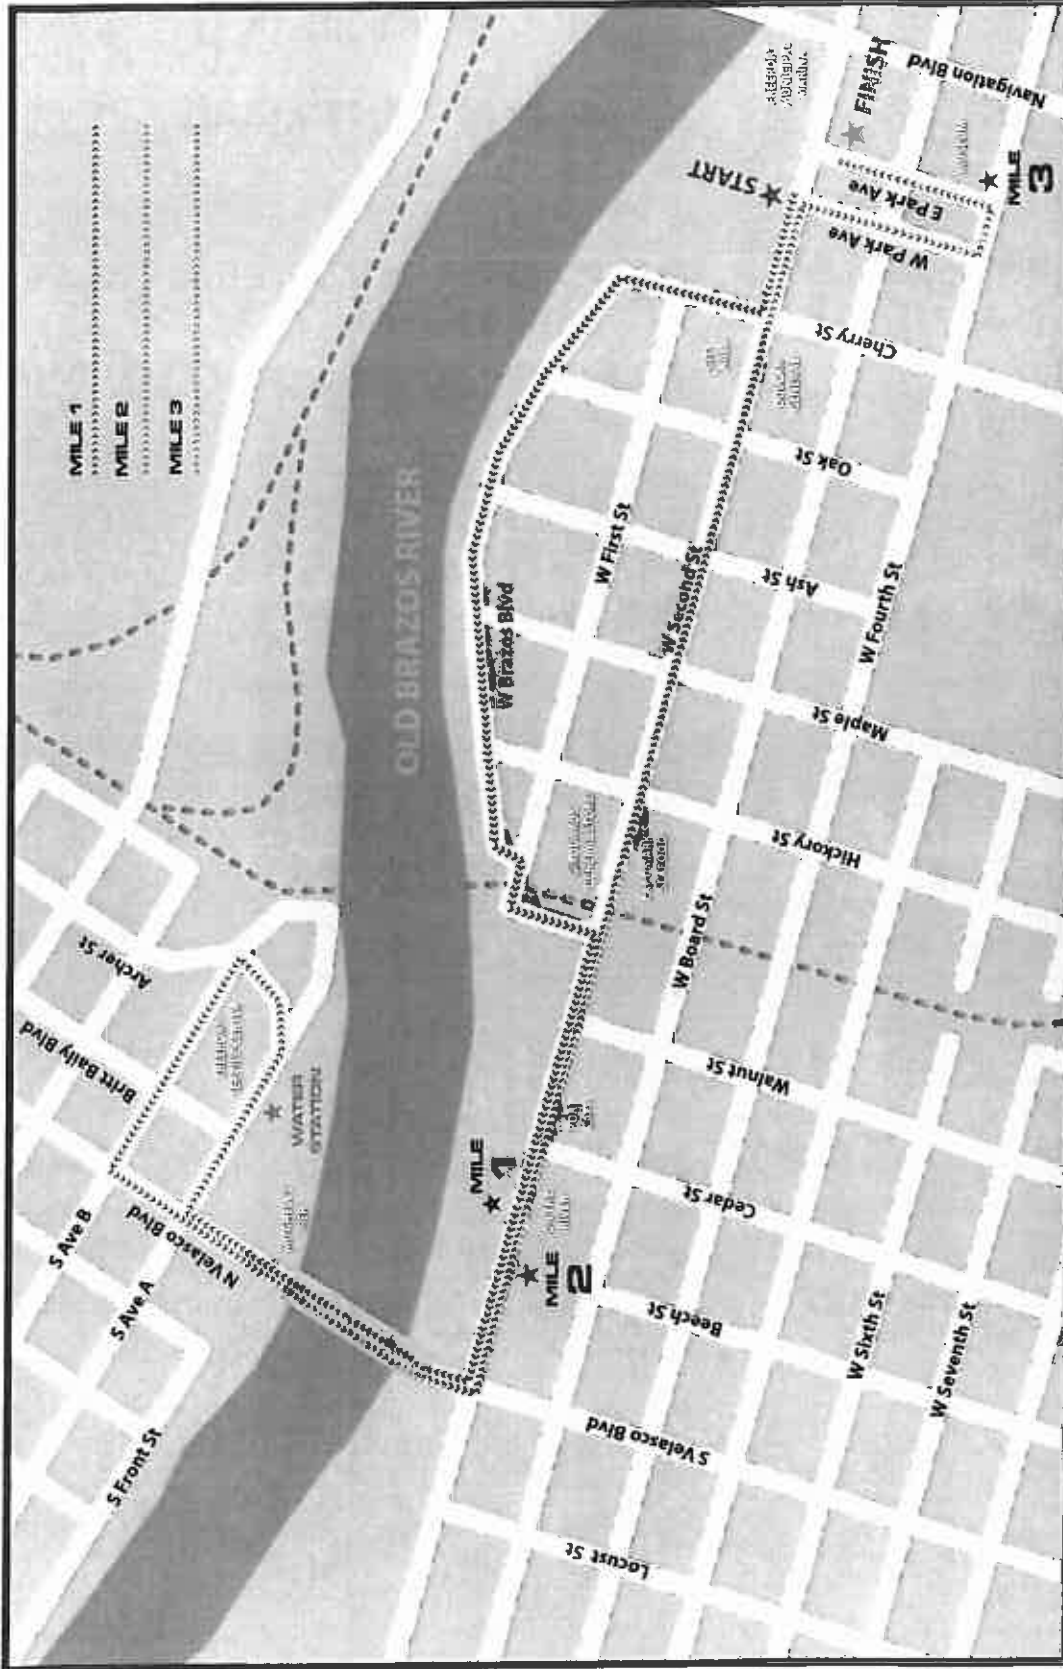 MILE 1
MILE 2
MILE 3
OLD BRAZOS RIVER
START
FINISH
Navigation Blvd
E Park Ave
W Park Ave
MILE
3
Cherry St
Oak St
Ash St
Maple St
Hickory St
W First St
W Second St
W Brazos Blvd
W Fourth St
W Board St
Walnut St
Cedar St
Beech St
S Velasco Blvd
Locust St
W Sixth St
W Seventh St
MILE
1
MILE
2
WATER
STATION
Archer St
Britt Baily Blvd
N Velasco Blvd
S Ave B
S Ave A
S Front St